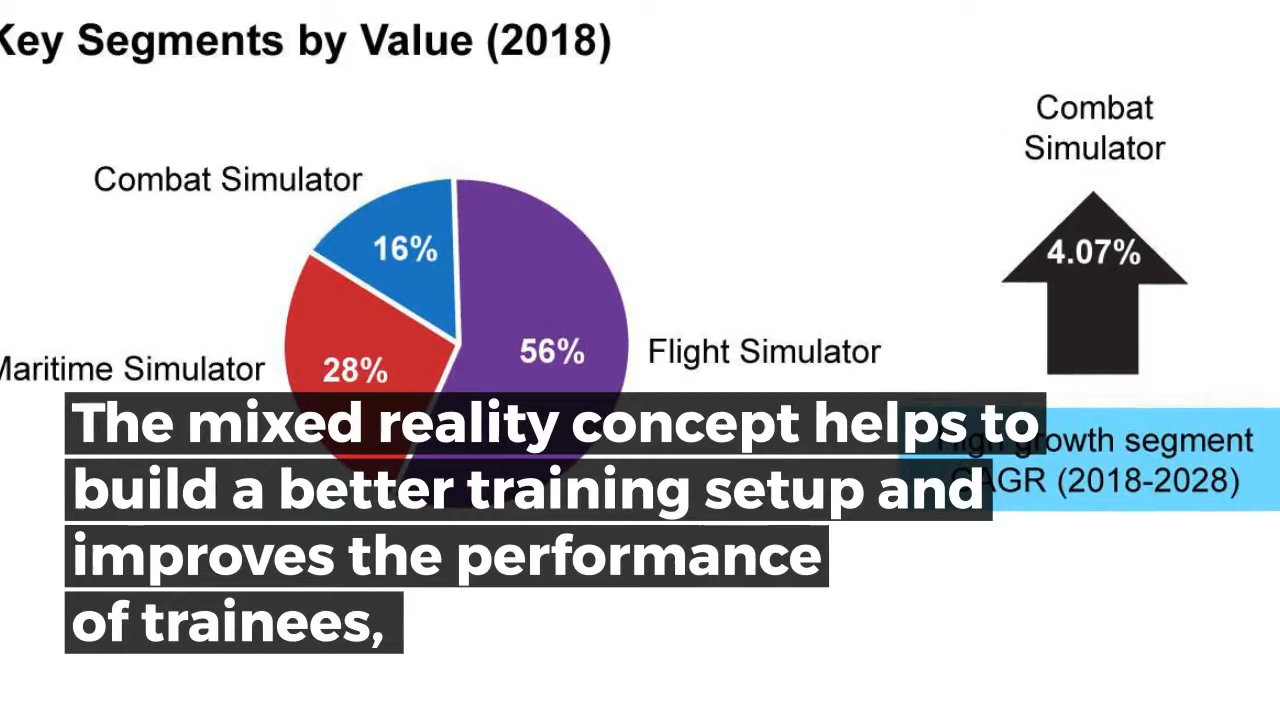 Key Segments by Value (2018)
Combat
Simulator
Combat Simulator
4.07%
16%
56%
Flight Simulator
Maritime Simulator
28%
The mixed reality concept helps to
build a better training setup and
improves the performance
of trainees,
High growth segment
CAGR (2018-2028)